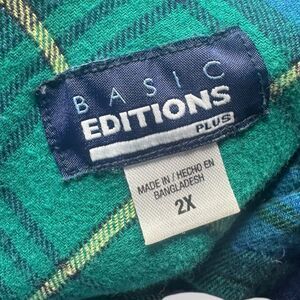 BASIC
EDITIONS
PLUS
MADE IN / HECHO EN
BANGLADESH
2X